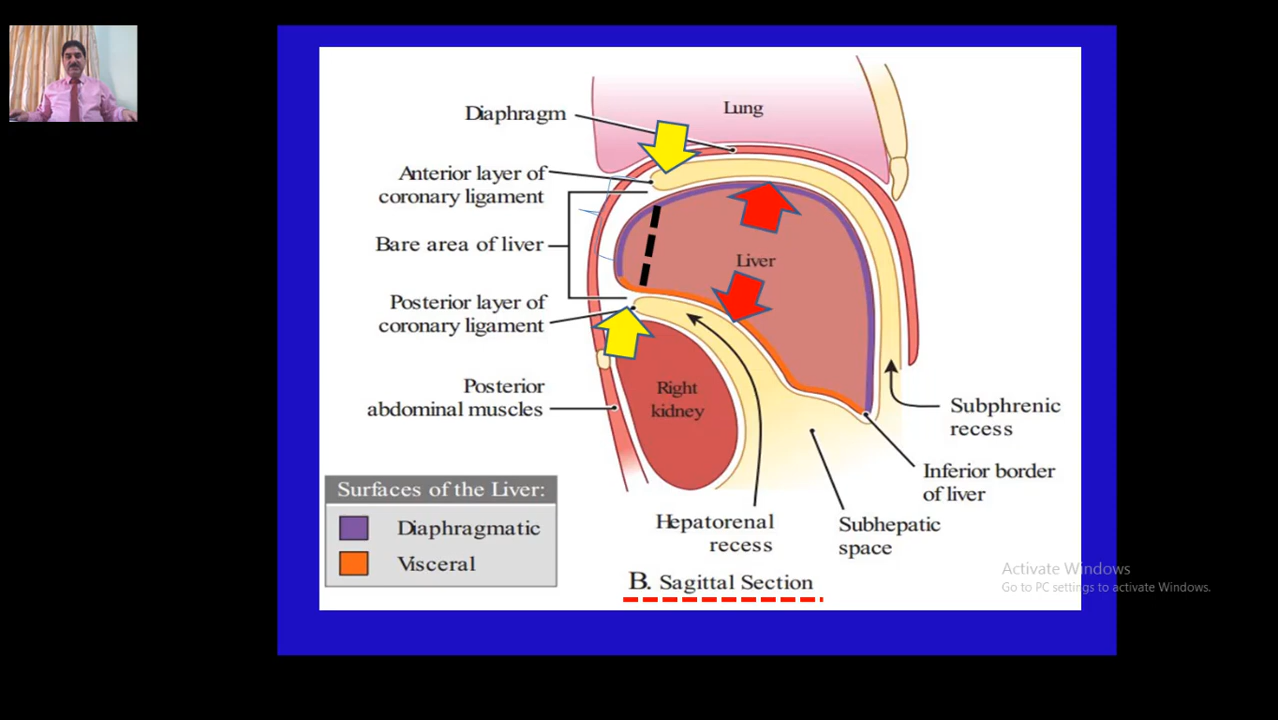 Diaphragm
Lung
Anterior layer of
coronary ligament
Bare area of liver
Liver
Posterior layer of
coronary ligament
Posterior
abdominal muscles
Right
kidney
Subphrenic
recess
Inferior border
of liver
Surfaces of the Liver:
Diaphragmatic
Visceral
Hepatorenal
recess
Subhepatic
space
B. Sagittal Section
Activate Windows
Go to PC settings to activate Windows.